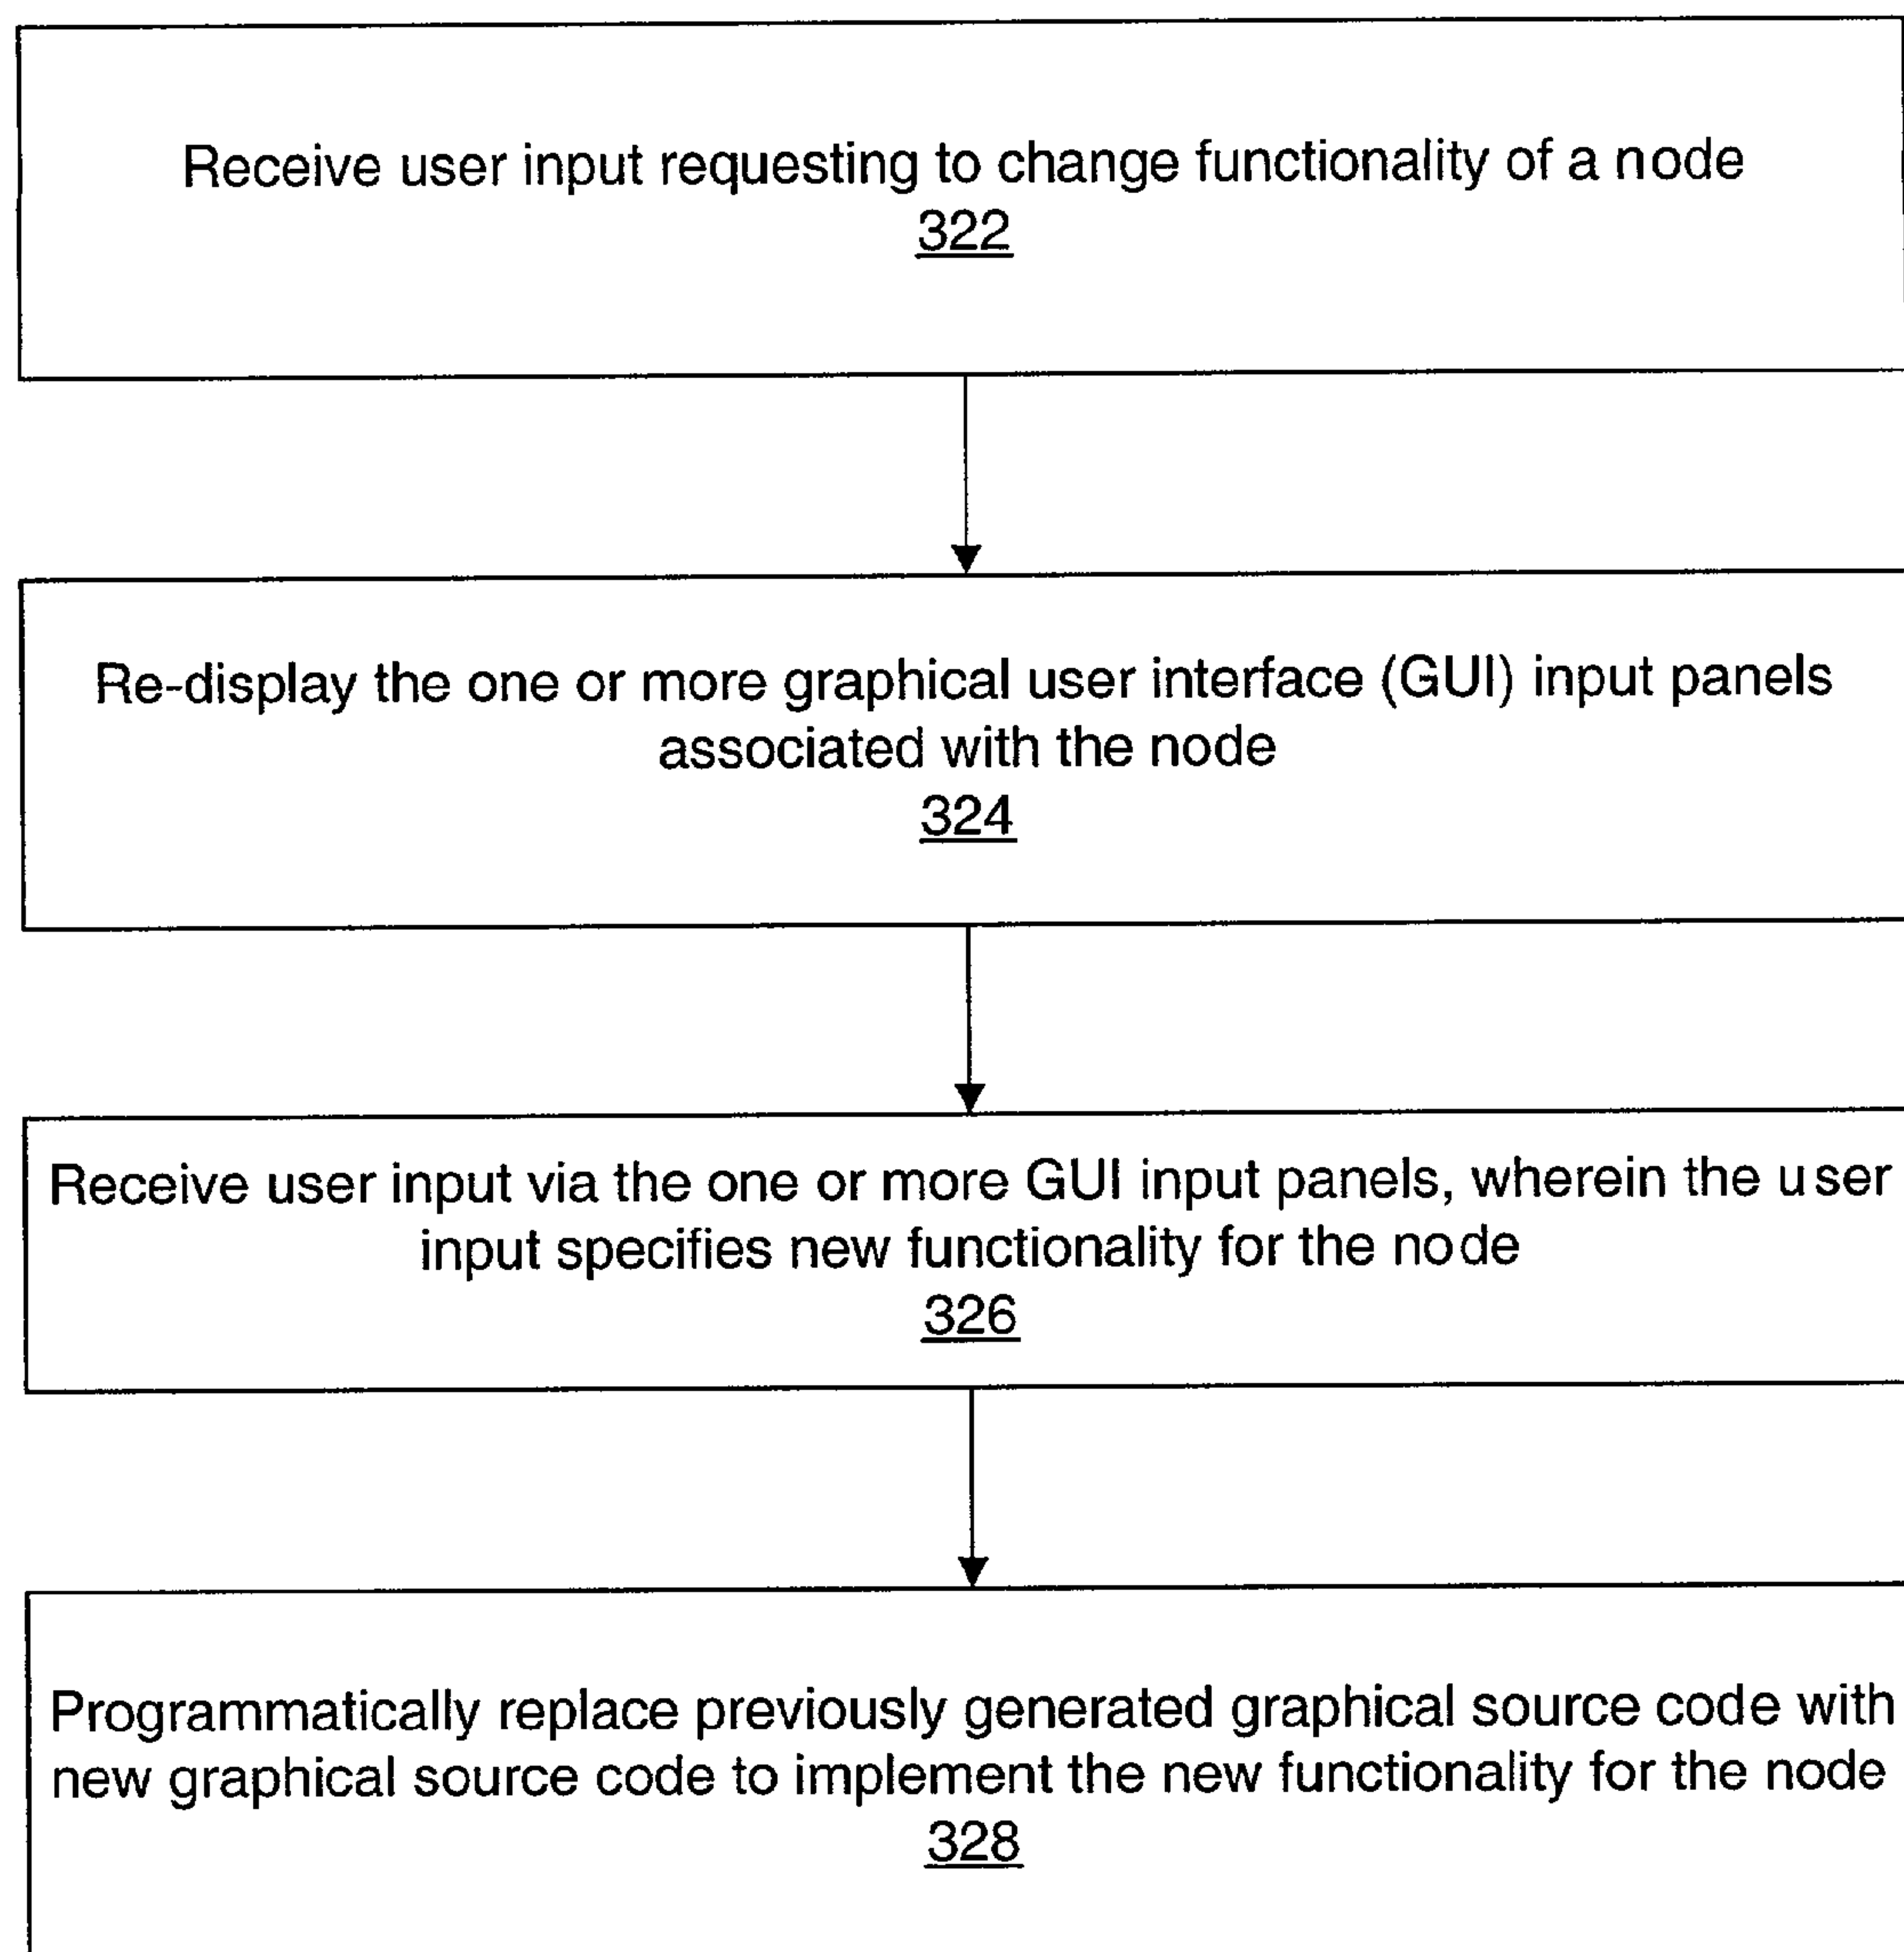 Receive user input requesting to change functionality of a node
322
Re-display the one or more graphical user interface (GUI) input panels
associated with the node
324
Receive user input via the one or more GUI input panels, wherein the user
input specifies new functionality for the node
326
Programmatically replace previously generated graphical source code with
new graphical source code to implement the new functionality for the node
328